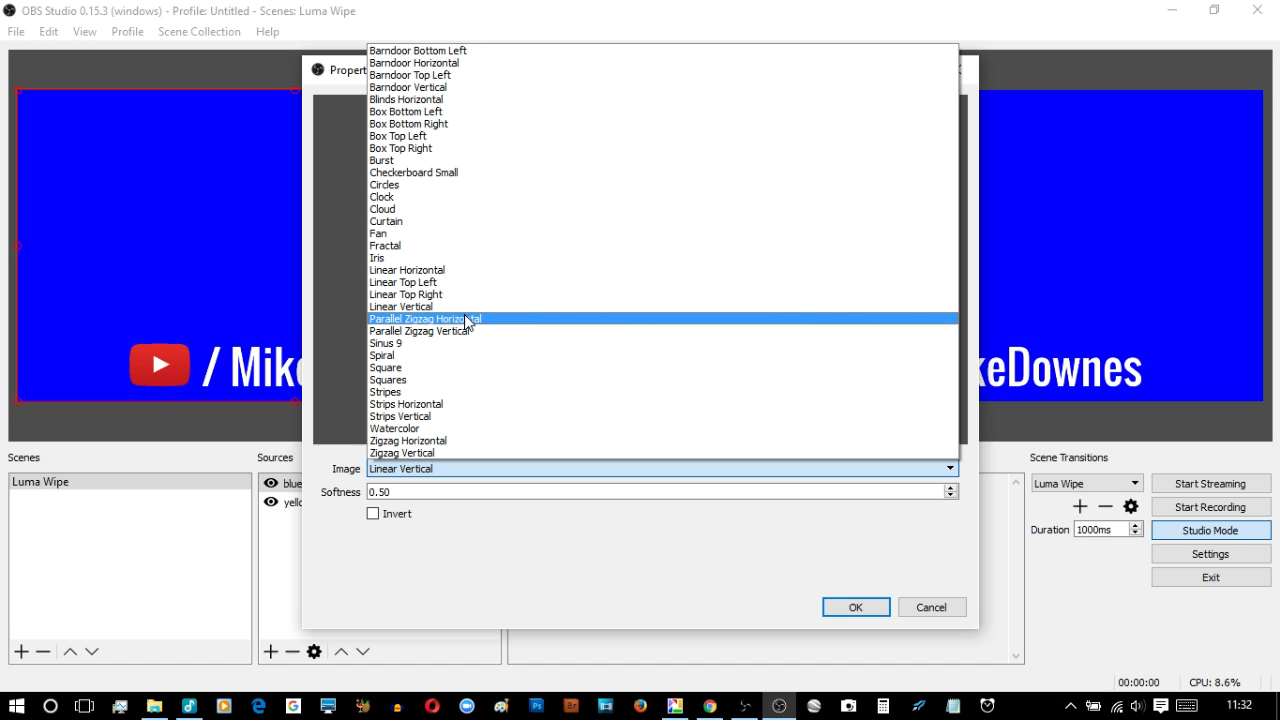 OBS Studio 0.15.3 (windows) - Profile: Untitled - Scenes: Luma Wipe
File Edit View Profile Scene Collection Help
Barndoor Bottom Left
Barndoor Horizontal
Barndoor Top Left
Barndoor Vertical
Blinds Horizontal
Box Bottom Left
Box Bottom Right
Box Top Left
Box Top Right
Burst
Checkerboard Small
Circles
Clock
Cloud
Curtain
Fan
Fractal
Iris
Linear Horizontal
Linear Top Left
Linear Top Right
Linear Vertical
Parallel Zigzag Horizontal
Parallel Zigzag Vertical
Sinus 9
Spiral
Square
Squares
Stripes
Strips Horizontal
Strips Vertical
Watercolor
Zigzag Horizontal
Zigzag Vertical
Propert
/ Mike
keDownes
Image Linear Vertical
Softness 0.50
Invert
OK Cancel
Scenes
Luma Wipe
Sources
blue
yello
Scene Transitions
Luma Wipe
Duration 1000ms
Start Streaming
Start Recording
Studio Mode
Settings
Exit
00:00:00 CPU: 8.6%
11:32